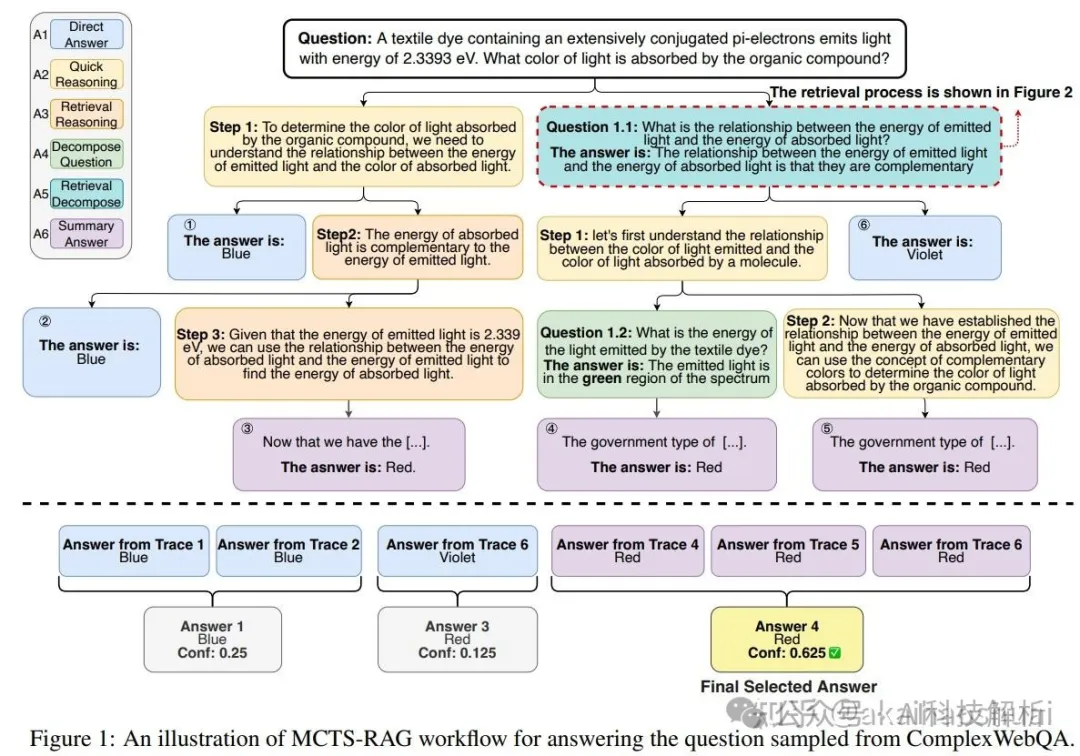 A1 Direct
Answer
A2 Quick
Reasoning
A3 Retrieval
Reasoning
A4 Decompose
Question
A5 Retrieval
Decompose
A6 Summary
Answer
Question: A textile dye containing an extensively conjugated pi-electrons emits light
with energy of 2.3393 eV. What color of light is absorbed by the organic compound?
The retrieval process is shown in Figure 2
Step 1: To determine the color of light absorbed
by the organic compound, we need to
understand the relationship between the energy
of emitted light and the color of absorbed light.
Question 1.1: What is the relationship between the energy of emitted
light and the energy of absorbed light?
The answer is: The relationship between the energy of emitted light
and the energy of absorbed light is that they are complementary
①
The answer is:
Blue
Step2: The energy of absorbed
light is complementary to the
energy of emitted light.
Step 1: let's first understand the relationship
between the color of light emitted and the
color of light absorbed by a molecule.
⑥
The answer is:
Violet
②
The answer is:
Blue
Step 3: Given that the energy of emitted light is 2.339
eV, we can use the relationship between the energy
of absorbed light and the energy of emitted light to
find the energy of absorbed light.
Question 1.2: What is the energy of
the light emitted by the textile dye?
The answer is: The emitted light is
in the green region of the spectrum
Step 2: Now that we have established the
relationship between the energy of emitted
light and the energy of absorbed light, we
can use the concept of complementary
colors to determine the color of light
absorbed by the organic compound.
③
Now that we have the [...].
The asnwer is: Red.
④
The government type of [...].
The answer is: Red
⑤
The government type of [...].
The answer is: Red
Answer from Trace 1
Blue
Answer from Trace 2
Blue
Answer from Trace 6
Violet
Answer from Trace 4
Red
Answer from Trace 5
Red
Answer from Trace 6
Red
Answer 1
Blue
Conf: 0.25
Answer 3
Red
Conf: 0.125
Answer 4
Red
Conf: 0.625
Final Selected Answer
公众号 · AI科技解析
Figure 1: An illustration of MCTS-RAG workflow for answering the question sampled from ComplexWebQA.